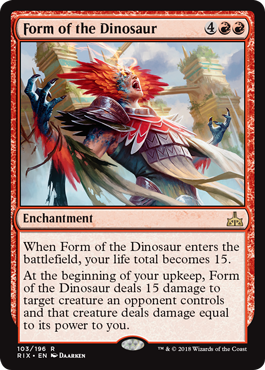 Form of the Dinosaur 4
Enchantment
When Form of the Dinosaur enters the
battlefield, your life total becomes 15.
At the beginning of your upkeep, Form
of the Dinosaur deals 15 damage to
target creature an opponent controls
and that creature deals damage equal
to its power to you.
103/196 R
RIX • EN DAARKEN
™ & © 2018 Wizards of the Coast